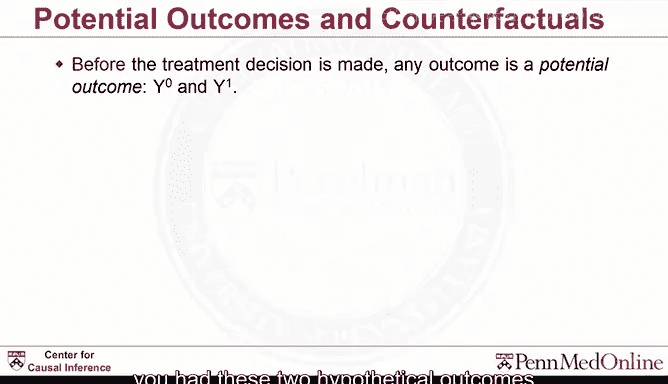 Potential Outcomes and Counterfactuals
◆ Before the treatment decision is made, any outcome is a potential
outcome: Y⁰ and Y¹.
Center for
Causal Inference
PennMedOnline
you had these two hypothetical outcomes